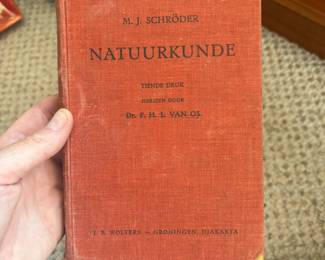 M. J. SCHRÖDER
NATUURKUNDE
TIENDE DRUK
HERZIEN DOOR
Dr. P. H. L. VAN OS
J. B. WOLTERS — GRONINGEN, DJAKARTA